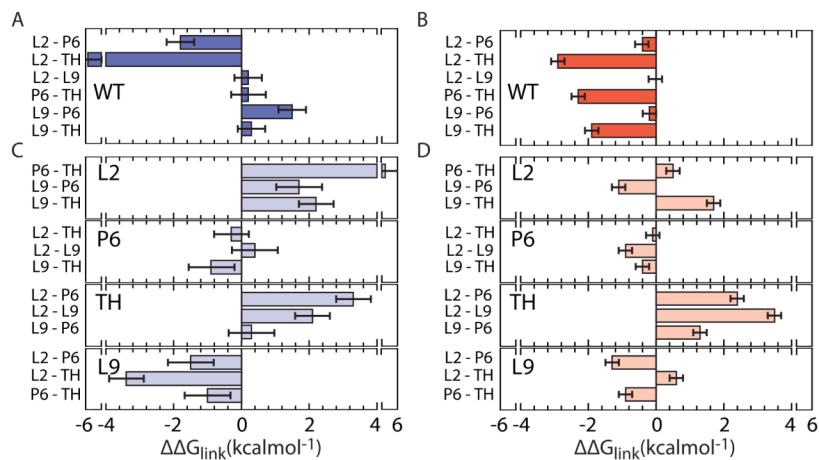 A
L2 - P6
L2 - TH
L2 - L9
P6 - TH
L9 - P6
L9 - TH
WT
B
L2 - P6
L2 - TH
L2 - L9
P6 - TH
L9 - P6
L9 - TH
WT
C
P6 - TH
L9 - P6
L9 - TH
L2
L2 - TH
L2 - L9
L9 - TH
P6
L2 - P6
L2 - L9
L9 - P6
TH
L2 - P6
L2 - TH
P6 - TH
L9
-6 -4 -2 0 2 4 6
ΔΔG_link(kcalmol⁻¹)
D
P6 - TH
L9 - P6
L9 - TH
L2
L2 - TH
L2 - L9
L9 - TH
P6
L2 - P6
L2 - L9
L9 - P6
TH
L2 - P6
L2 - TH
P6 - TH
L9
-6 -4 -2 0 2 4 6
ΔΔG_link(kcalmol⁻¹)